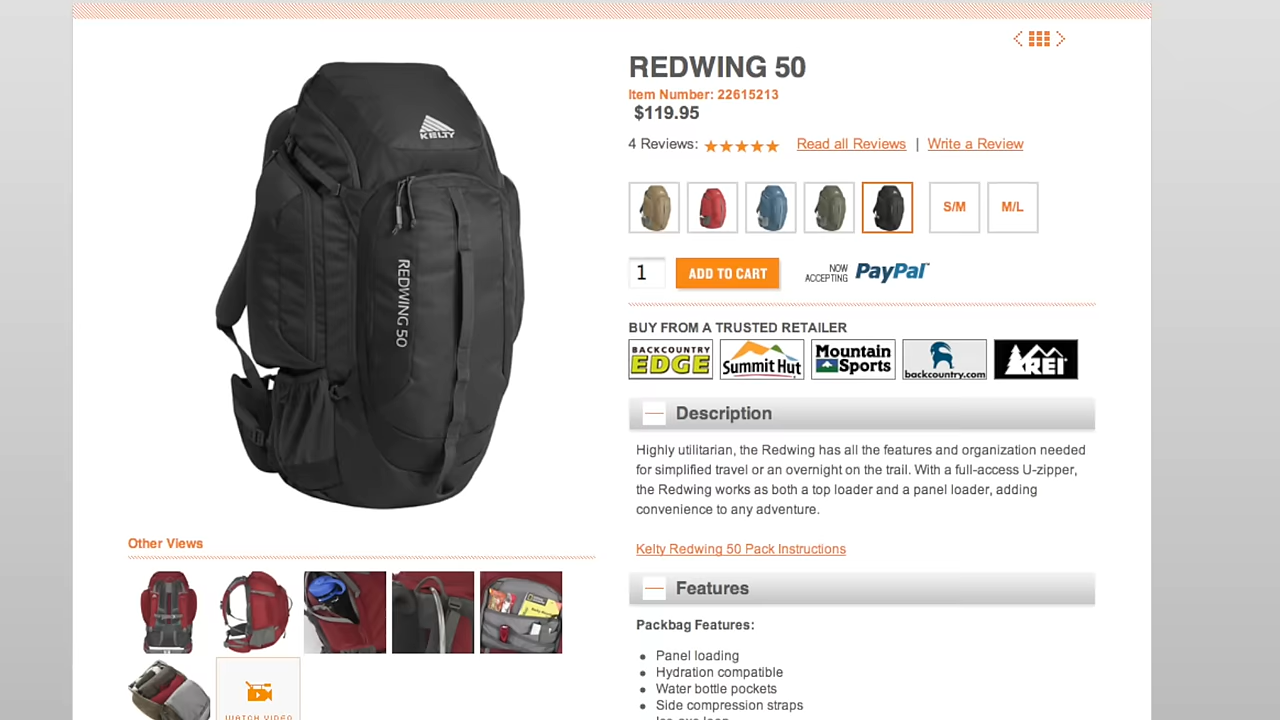 REDWING 50
Item Number: 22615213
$119.95
4 Reviews:
Read all Reviews | Write a Review
S/M
M/L
1
ADD TO CART
NOW ACCEPTING PayPal
BUY FROM A TRUSTED RETAILER
BACKCOUNTRY EDGE
Summit Hut
Mountain Sports
backcountry.com
REI
Description
Highly utilitarian, the Redwing has all the features and organization needed
for simplified travel or an overnight on the trail. With a full-access U-zipper,
the Redwing works as both a top loader and a panel loader, adding
convenience to any adventure.
Kelty Redwing 50 Pack Instructions
Features
Packbag Features:
Panel loading
Hydration compatible
Water bottle pockets
Side compression straps
KELTY
REDWING 50
Other Views
WATCH VIDEO